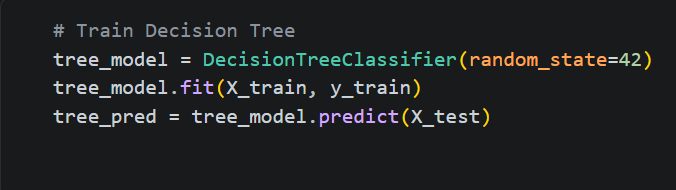 # Train Decision Tree
tree_model = DecisionTreeClassifier(random_state=42)
tree_model.fit(X_train, y_train)
tree_pred = tree_model.predict(X_test)